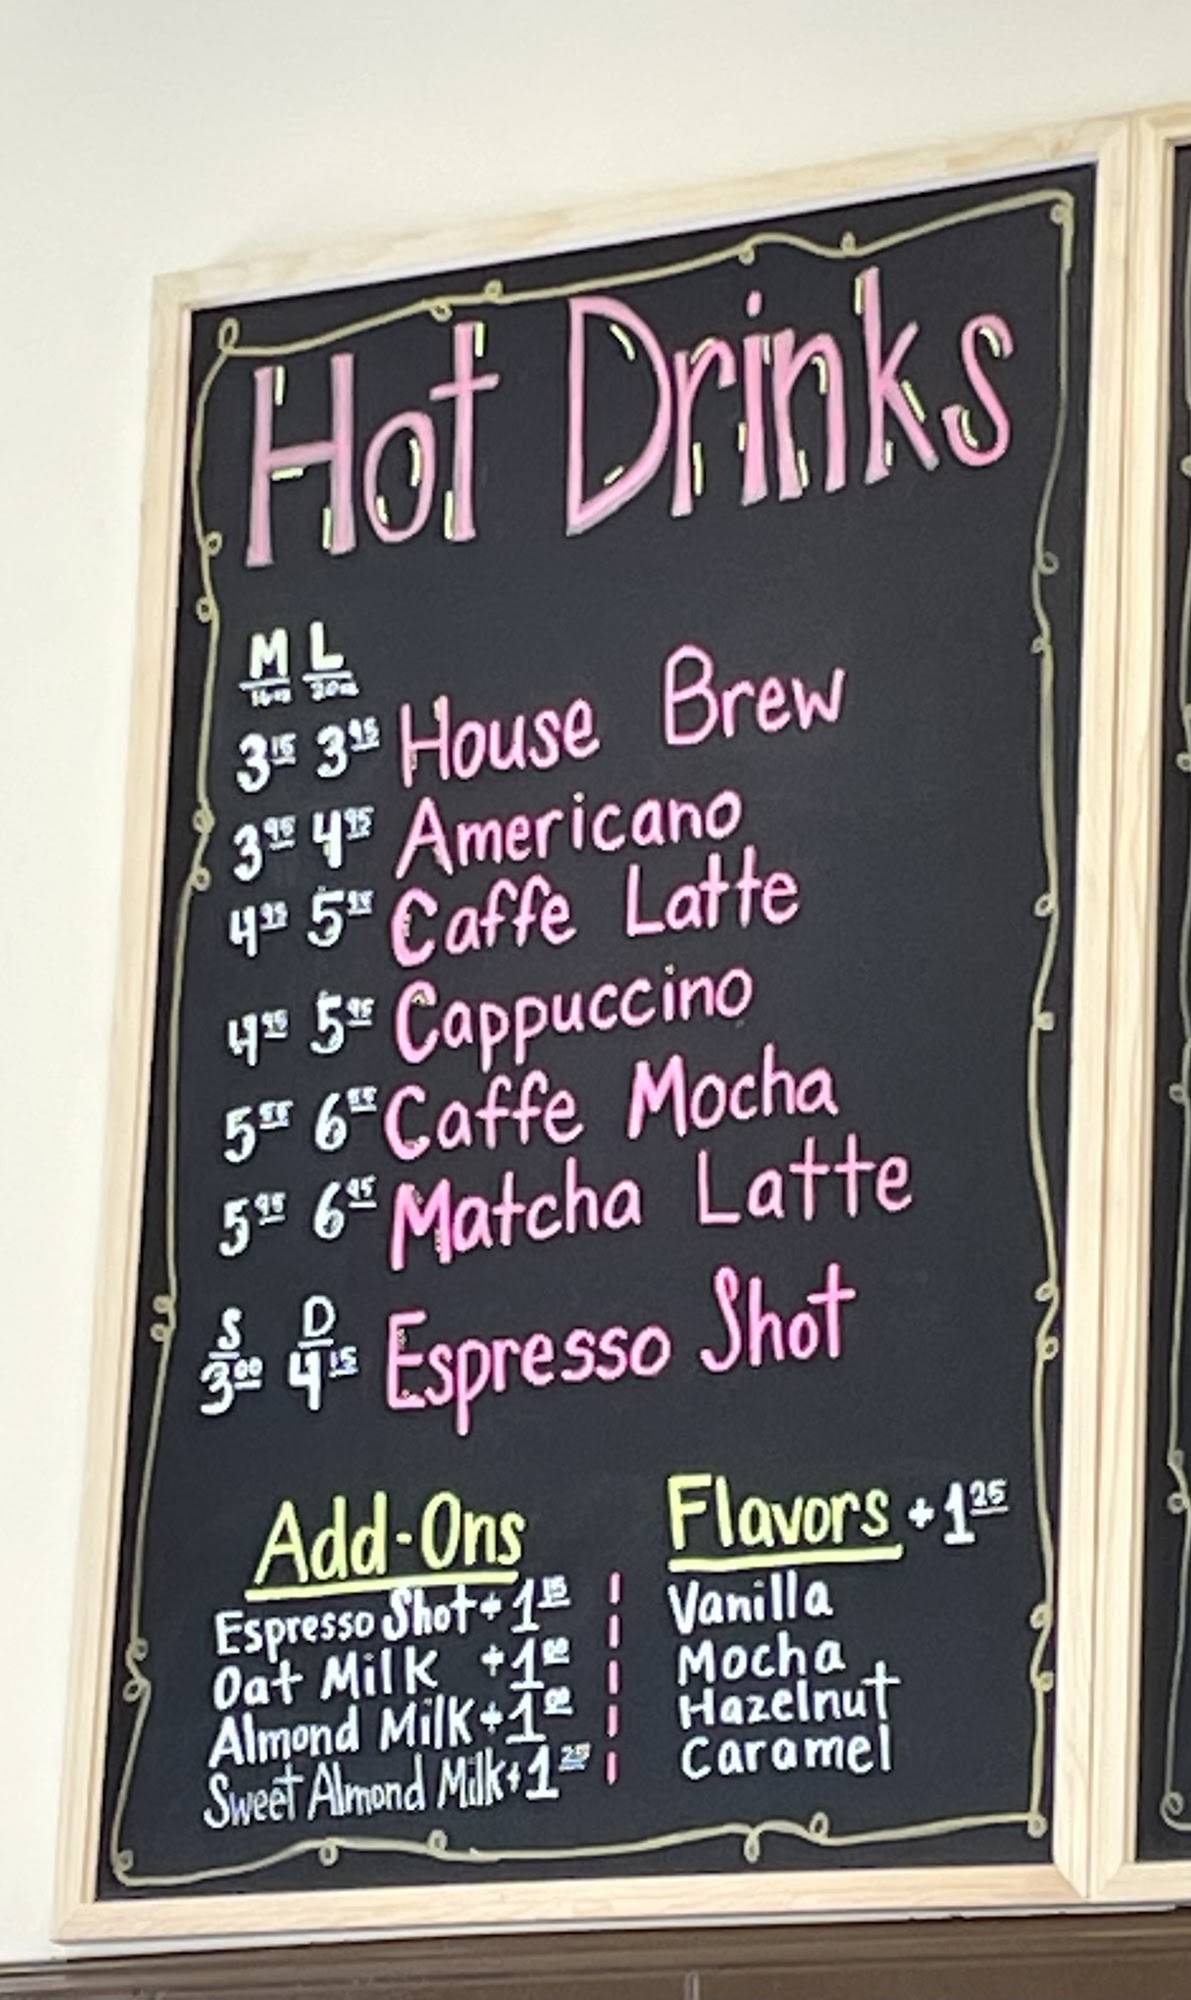 Hot Drinks
M L
16oz 20oz
3 15 3 95 House Brew
3 95 4 95 Americano
4 95 5 95 Caffe Latte
4 95 5 95 Cappuccino
5 6 Caffe Mocha
5 95 6 95 Matcha Latte
S D
3 00 4 15 Espresso Shot
Add-Ons
Espresso Shot + 1 15
Oat Milk + 1 00
Almond Milk + 1 00
Sweet Almond Milk + 1
Flavors + 1 25
Vanilla
Mocha
Hazelnut
Caramel